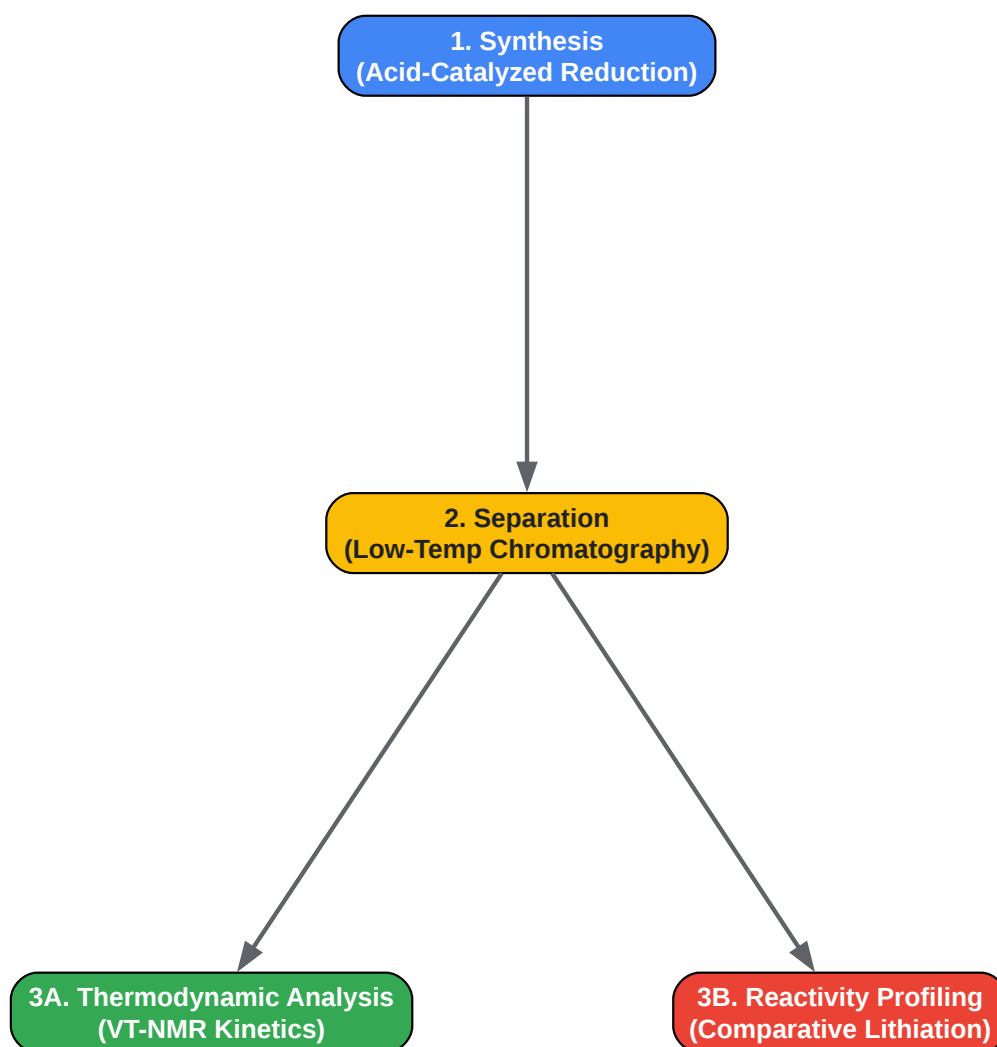 1. Synthesis
(Acid-Catalyzed Reduction)
2. Separation
(Low-Temp Chromatography)
3A. Thermodynamic Analysis
(VT-NMR Kinetics)
3B. Reactivity Profiling
(Comparative Lithiation)